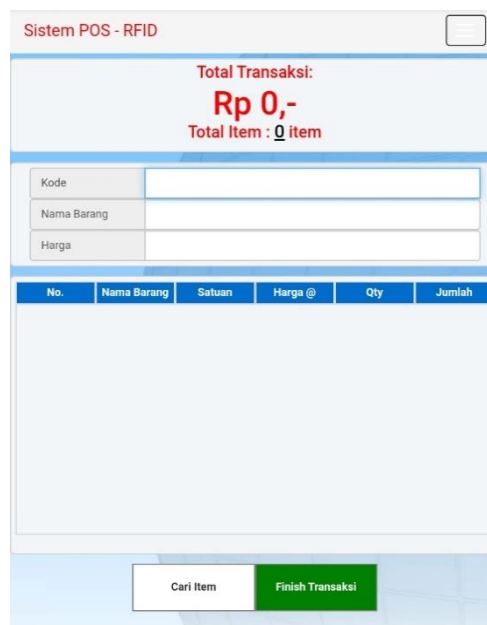 Sistem POS - RFID
Total Transaksi:
Rp 0,-
Total Item : 0 item
Kode
Nama Barang
Harga
No. Nama Barang Satuan Harga @ Qty Jumlah
Cari Item Finish Transaksi